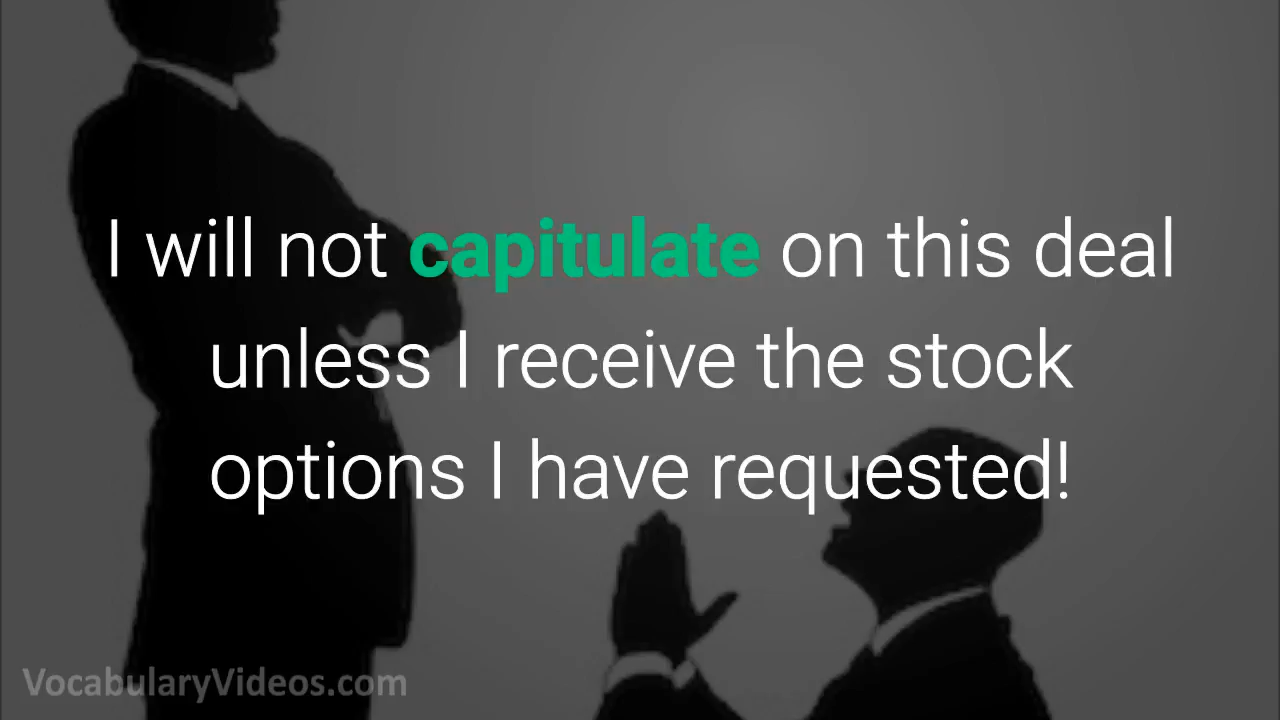 I will not capitulate on this deal
unless I receive the stock
options I have requested!
VocabularyVideos.com